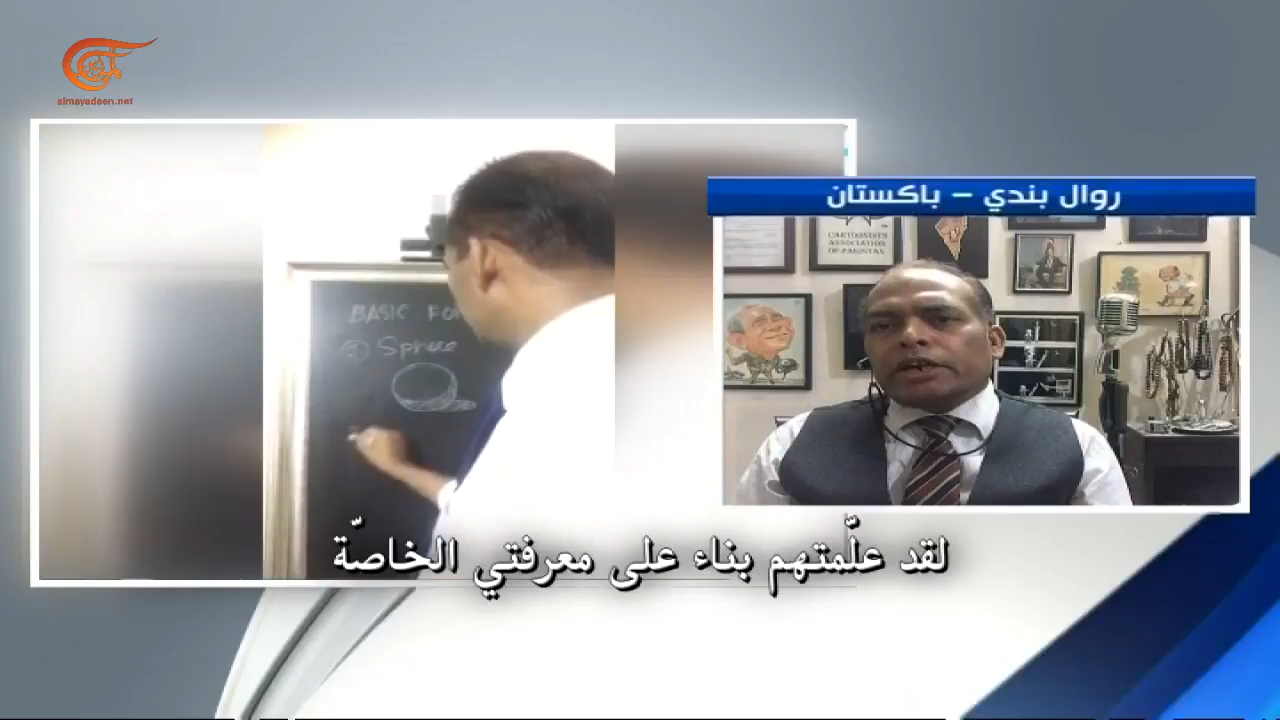 almayadeen.net
روال بندي – باكستان
CARTOONISTS
ASSOCIATION
OF PAKISTAN
BASIC FO
Sphere
لقد علّمتهم بناء على معرفتي الخاصّة